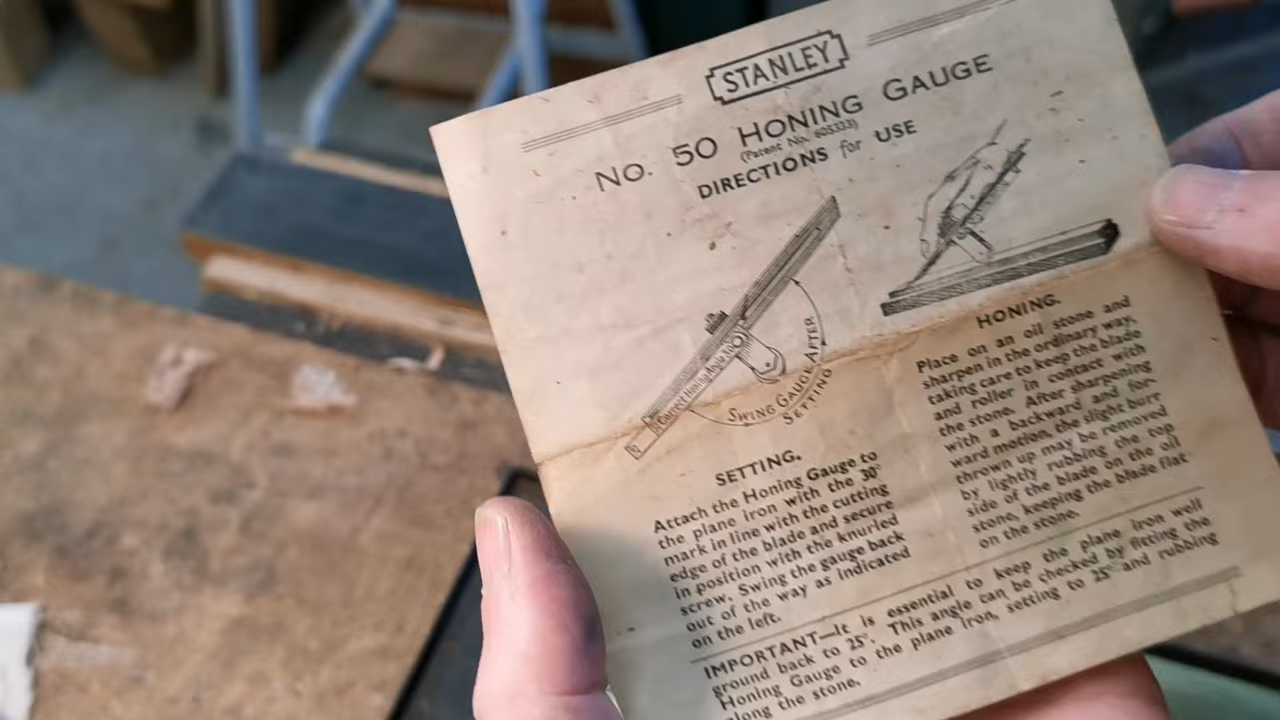 STANLEY
NO. 50 HONING GAUGE
(Patent No. 605333)
DIRECTIONS for USE
Correct Honing Angle 30°
SWING GAUGE AFTER
SETTING
SETTING.
Attach the Honing Gauge to
the plane iron with the 30°
mark in line with the cutting
edge of the blade and secure
in position with the knurled
screw. Swing the gauge back
out of the way as indicated
on the left.
HONING.
Place on an oil stone and
sharpen in the ordinary way,
taking care to keep the blade
and roller in contact with
the stone. After sharpening
with a backward and for-
ward motion, the slight burr
thrown up may be removed
by lightly rubbing the top
side of the blade on the oil
stone, keeping the blade flat
on the stone.
IMPORTANT—It is essential to keep the plane iron well
ground back to 25°. This angle can be checked by fitting the
Honing Gauge to the plane iron, setting to 25° and rubbing
along the stone.